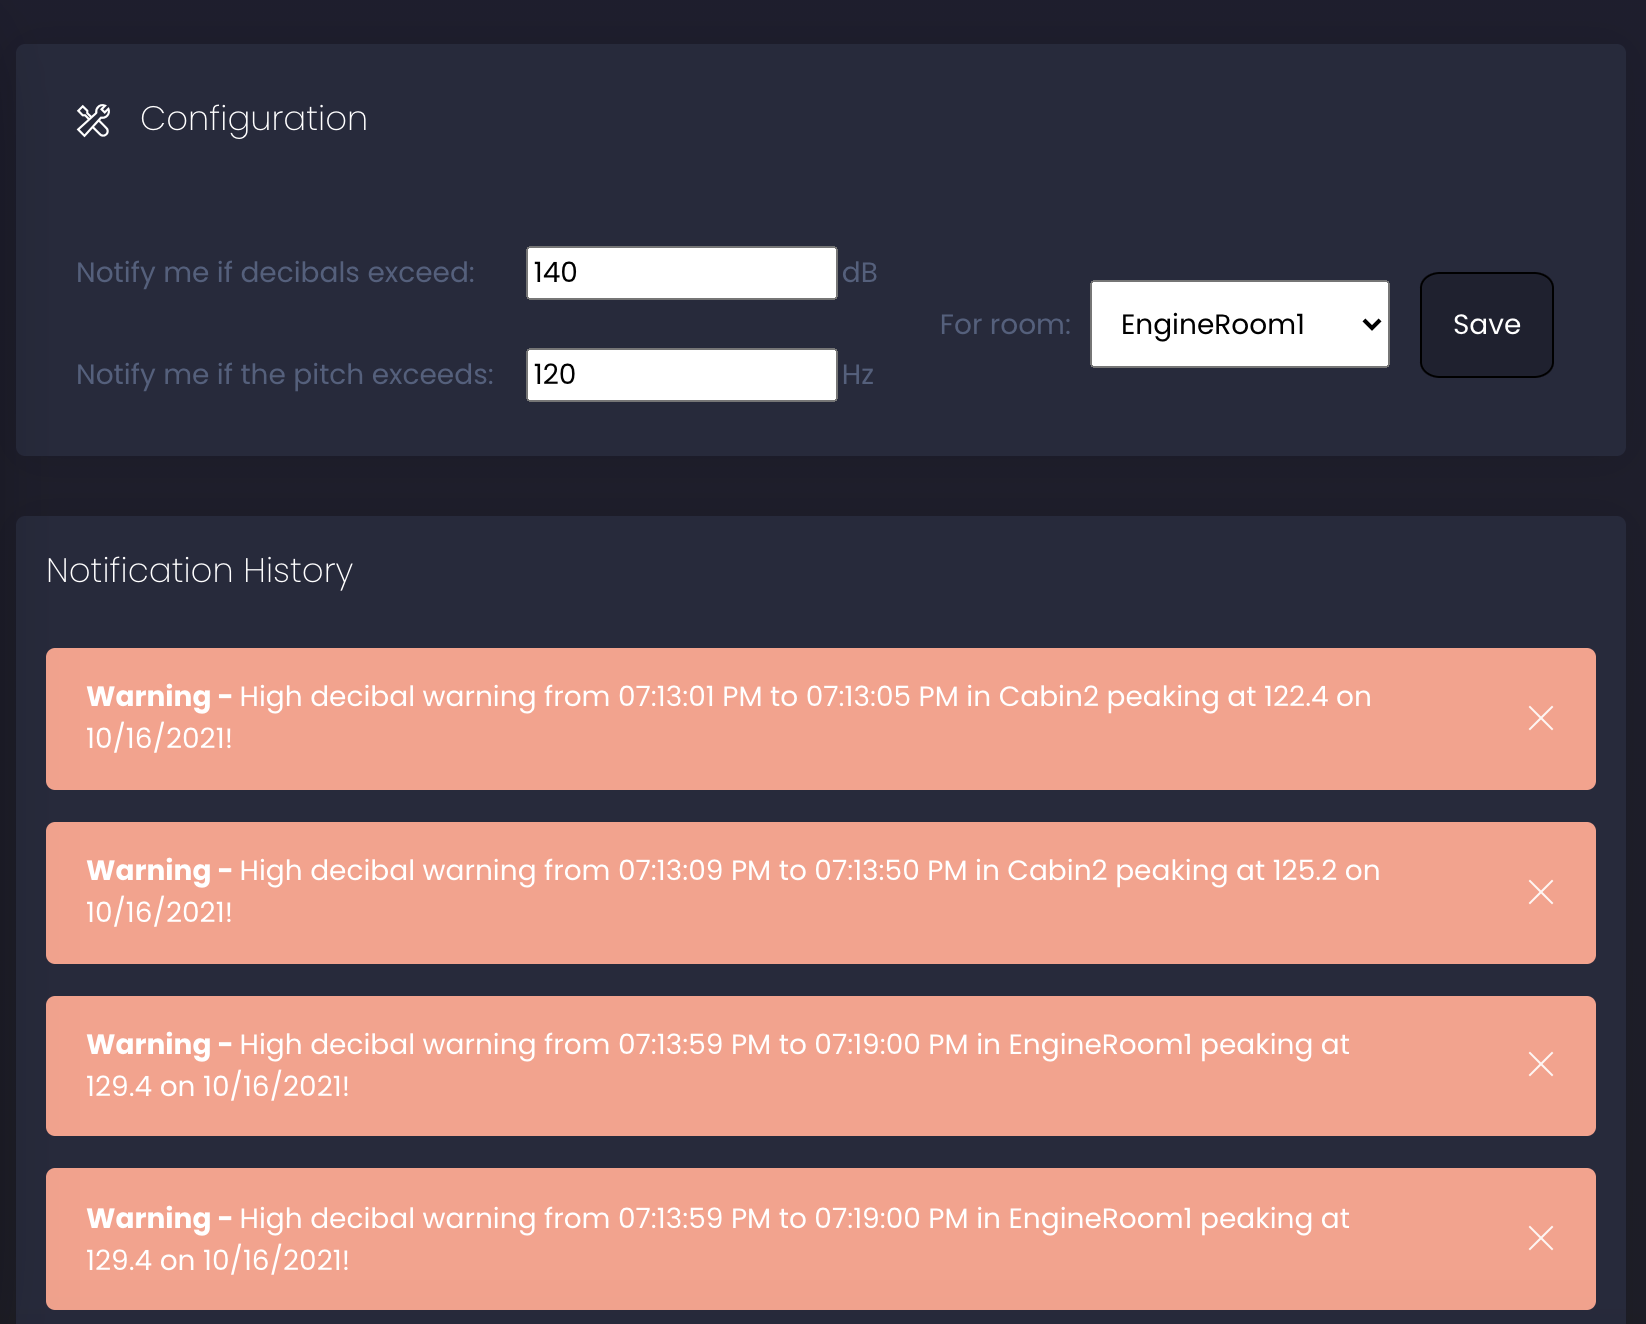 Configuration
Notify me if decibals exceed: 140 dB
For room: EngineRoom1 Save
Notify me if the pitch exceeds: 120 Hz
Notification History
Warning - High decibal warning from 07:13:01 PM to 07:13:05 PM in Cabin2 peaking at 122.4 on
10/16/2021!
Warning - High decibal warning from 07:13:09 PM to 07:13:50 PM in Cabin2 peaking at 125.2 on
10/16/2021!
Warning - High decibal warning from 07:13:59 PM to 07:19:00 PM in EngineRoom1 peaking at
129.4 on 10/16/2021!
Warning - High decibal warning from 07:13:59 PM to 07:19:00 PM in EngineRoom1 peaking at
129.4 on 10/16/2021!